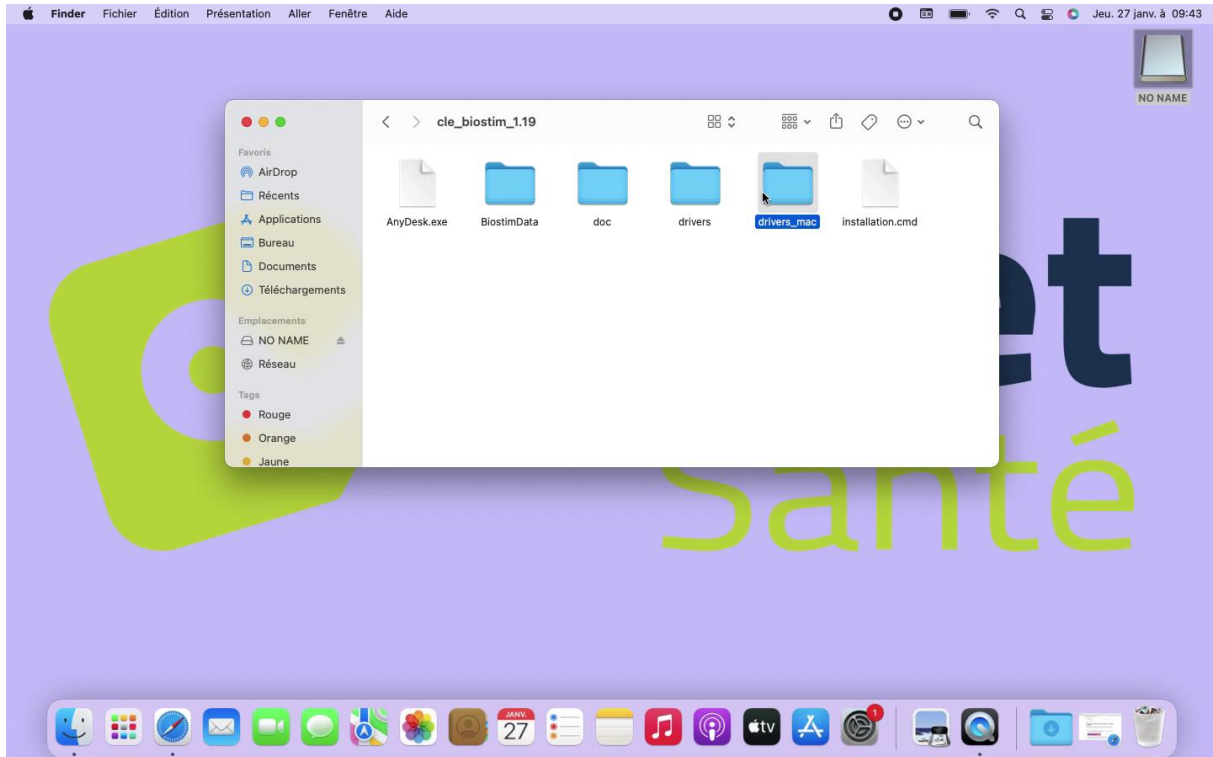 Finder Fichier Édition Présentation Aller Fenêtre Aide Jeu. 27 janv. à 09:43
NO NAME
cle_biostim_1.19
Favoris
AirDrop
Récents
Applications
Bureau
Documents
Téléchargements
Emplacements
NO NAME
Réseau
Tags
Rouge
Orange
Jaune
AnyDesk.exe BiostimData doc drivers drivers_mac installation.cmd
et
Santé
JANV.
27
tv
1